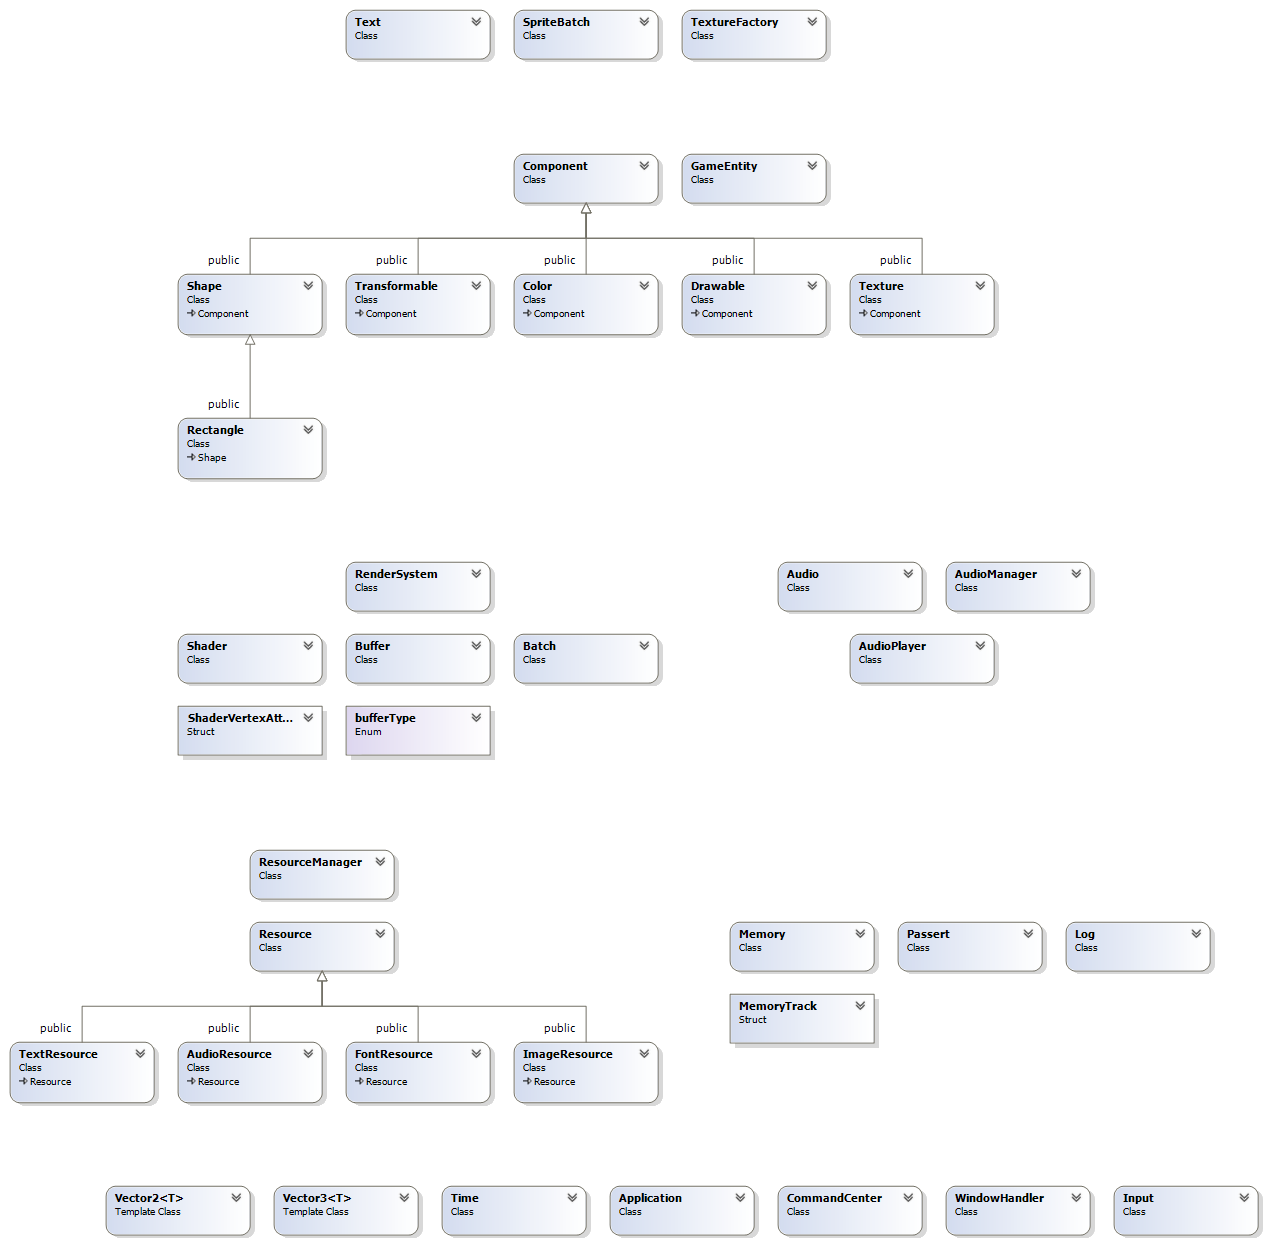 Text
Class
SpriteBatch
Class
TextureFactory
Class
Component
Class
GameEntity
Class
public
public
public
public
public
Shape
Class
Component
Transformable
Class
Component
Color
Class
Component
Drawable
Class
Component
Texture
Class
Component
public
Rectangle
Class
Shape
RenderSystem
Class
Audio
Class
AudioManager
Class
Shader
Class
Buffer
Class
Batch
Class
AudioPlayer
Class
ShaderVertexAtt...
Struct
bufferType
Enum
ResourceManager
Class
Resource
Class
Memory
Class
Passert
Class
Log
Class
MemoryTrack
Struct
public
public
public
public
TextResource
Class
Resource
AudioResource
Class
Resource
FontResource
Class
Resource
ImageResource
Class
Resource
Vector2<T>
Template Class
Vector3<T>
Template Class
Time
Class
Application
Class
CommandCenter
Class
WindowHandler
Class
Input
Class